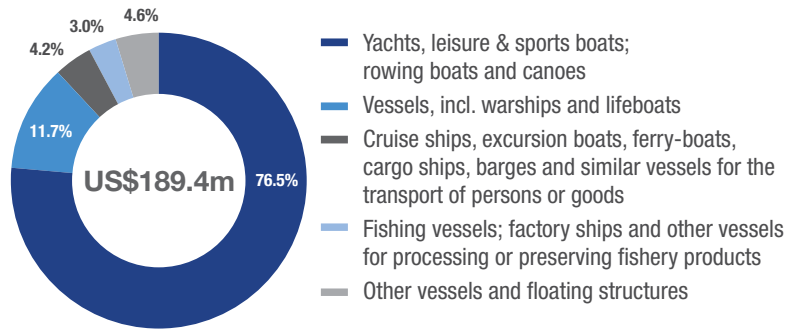 4.6%
3.0%
4.2%
11.7%
US$189.4m
76.5%
Yachts, leisure & sports boats;
rowing boats and canoes
Vessels, incl. warships and lifeboats
Cruise ships, excursion boats, ferry-boats,
cargo ships, barges and similar vessels for the
transport of persons or goods
Fishing vessels; factory ships and other vessels
for processing or preserving fishery products
Other vessels and floating structures